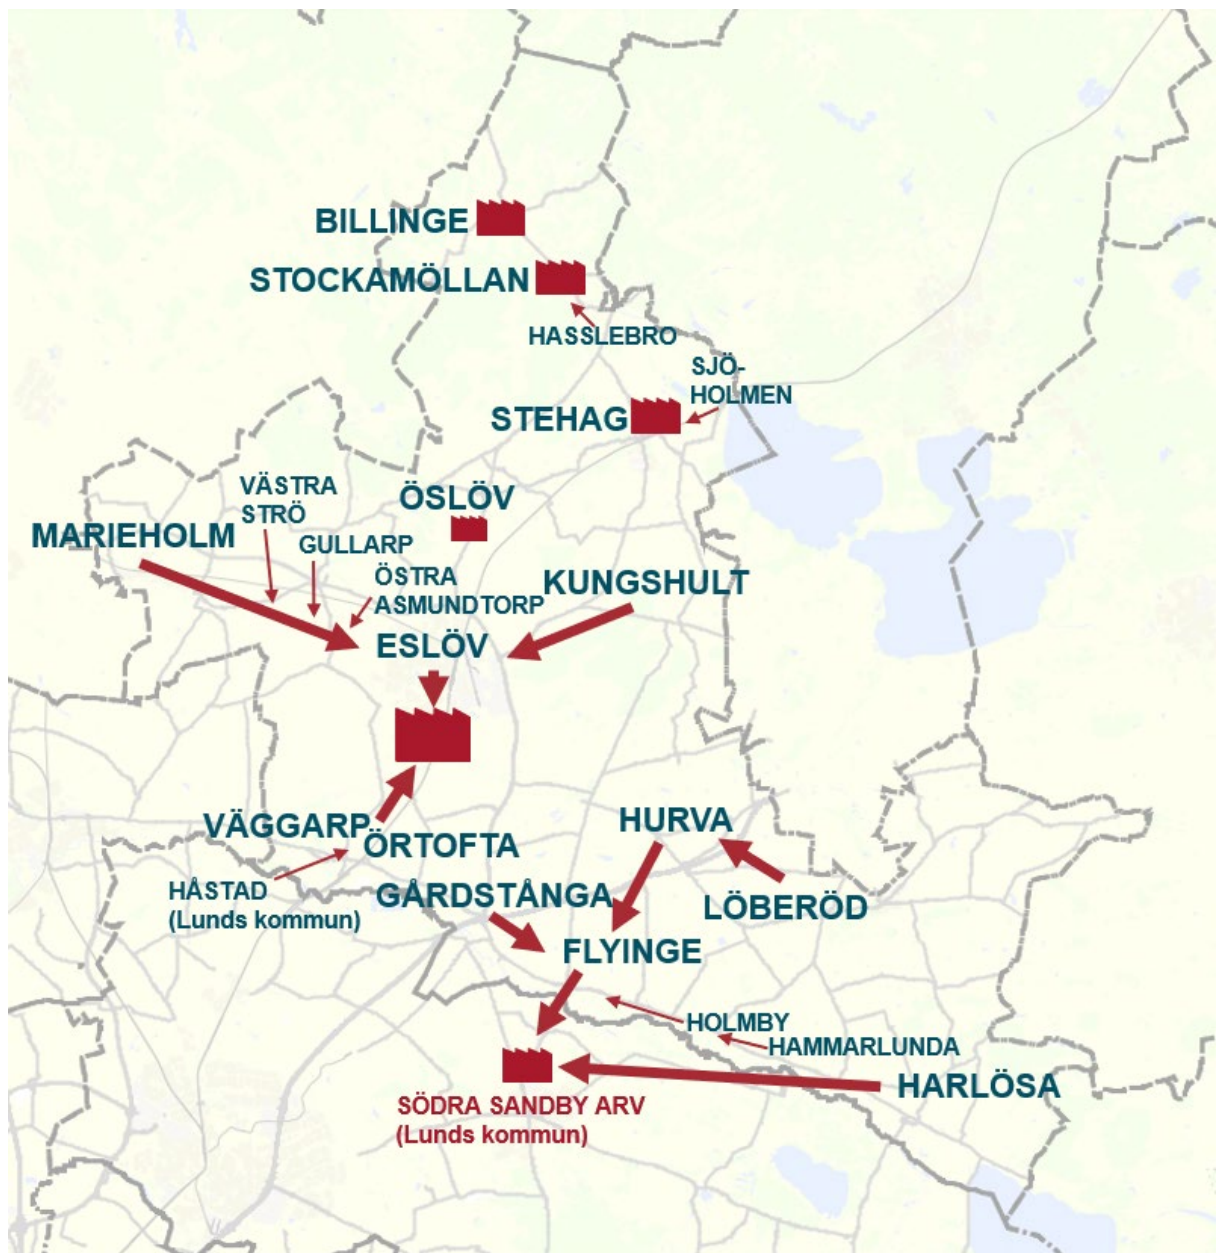 BILLINGE
STOCKAMÖLLAN
HASSLEBRO
SJÖ-
HOLMEN
STEHAG
VÄSTRA
STRÖ
ÖSLÖV
MARIEHOLM
GULLARP
ÖSTRA
ASMUNDTORP
KUNGSHULT
ESLÖV
VÄGGARP
ÖRTOFTA
HURVA
HÅSTAD
(Lunds kommun)
GÅRDSTÅNGA
LÖBERÖD
FLYINGE
HOLMBY
HAMMARLUNDA
HARLÖSA
SÖDRA SANDBY ARV
(Lunds kommun)